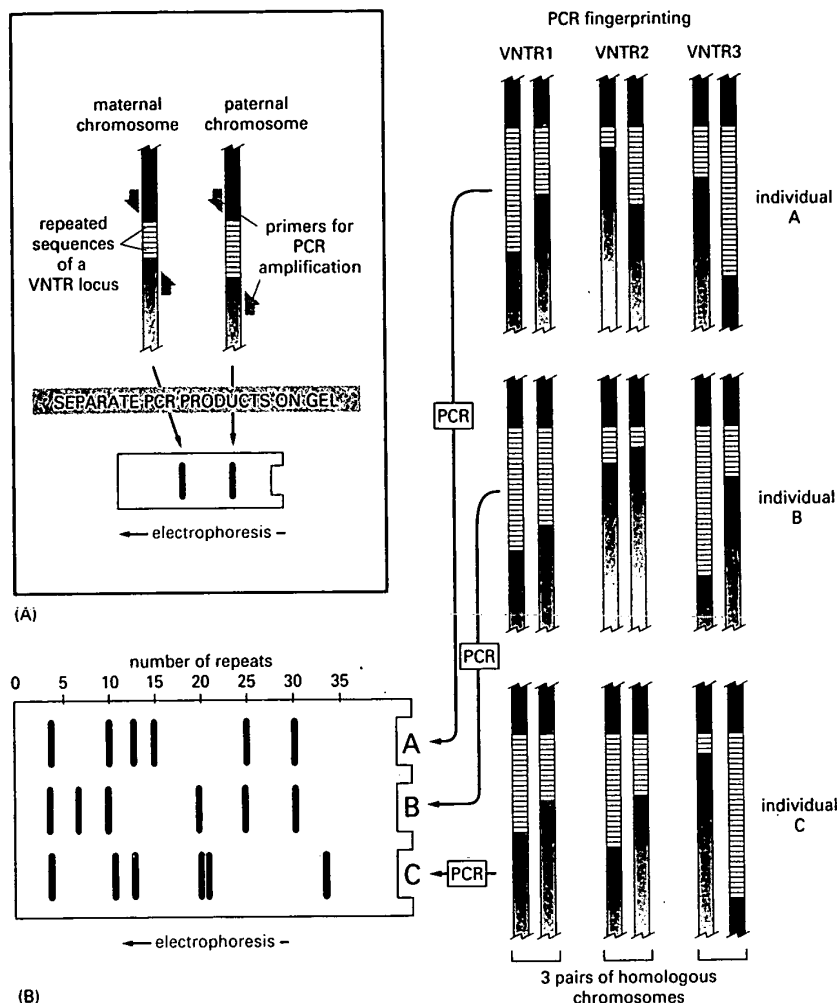 maternal
chromosome
paternal
chromosome
repeated
sequences
of a
VNTR locus
primers for
PCR
amplification
SEPARATE PCR PRODUCTS ON GEL
← electrophoresis –
(A)
PCR fingerprinting
VNTR1 VNTR2 VNTR3
individual
A
PCR
individual
B
PCR
individual
C
PCR
3 pairs of homologous
chromosomes
number of repeats
0 5 10 15 20 25 30 35
A
B
C
← electrophoresis –
(B)